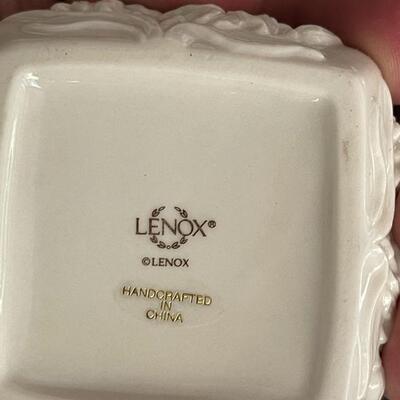 LENOX®
©LENOX
HANDCRAFTED
IN
CHINA